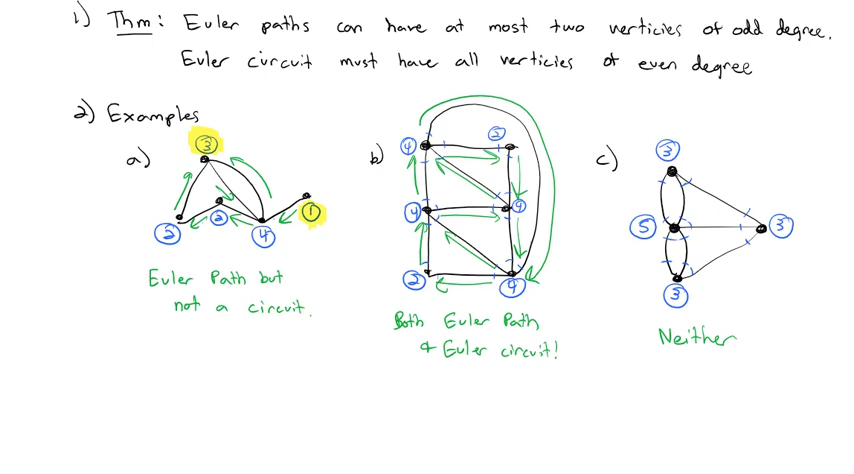 1) Thm: Euler paths can have at most two verticies of odd degree.
Euler circuit must have all verticies of even degree
2) Examples
a)
3
2
2
4
1
Euler Path but
not a circuit.
b)
4
2
4
4
2
4
Both Euler Path
& Euler circuit!
c)
3
5
3
3
Neither